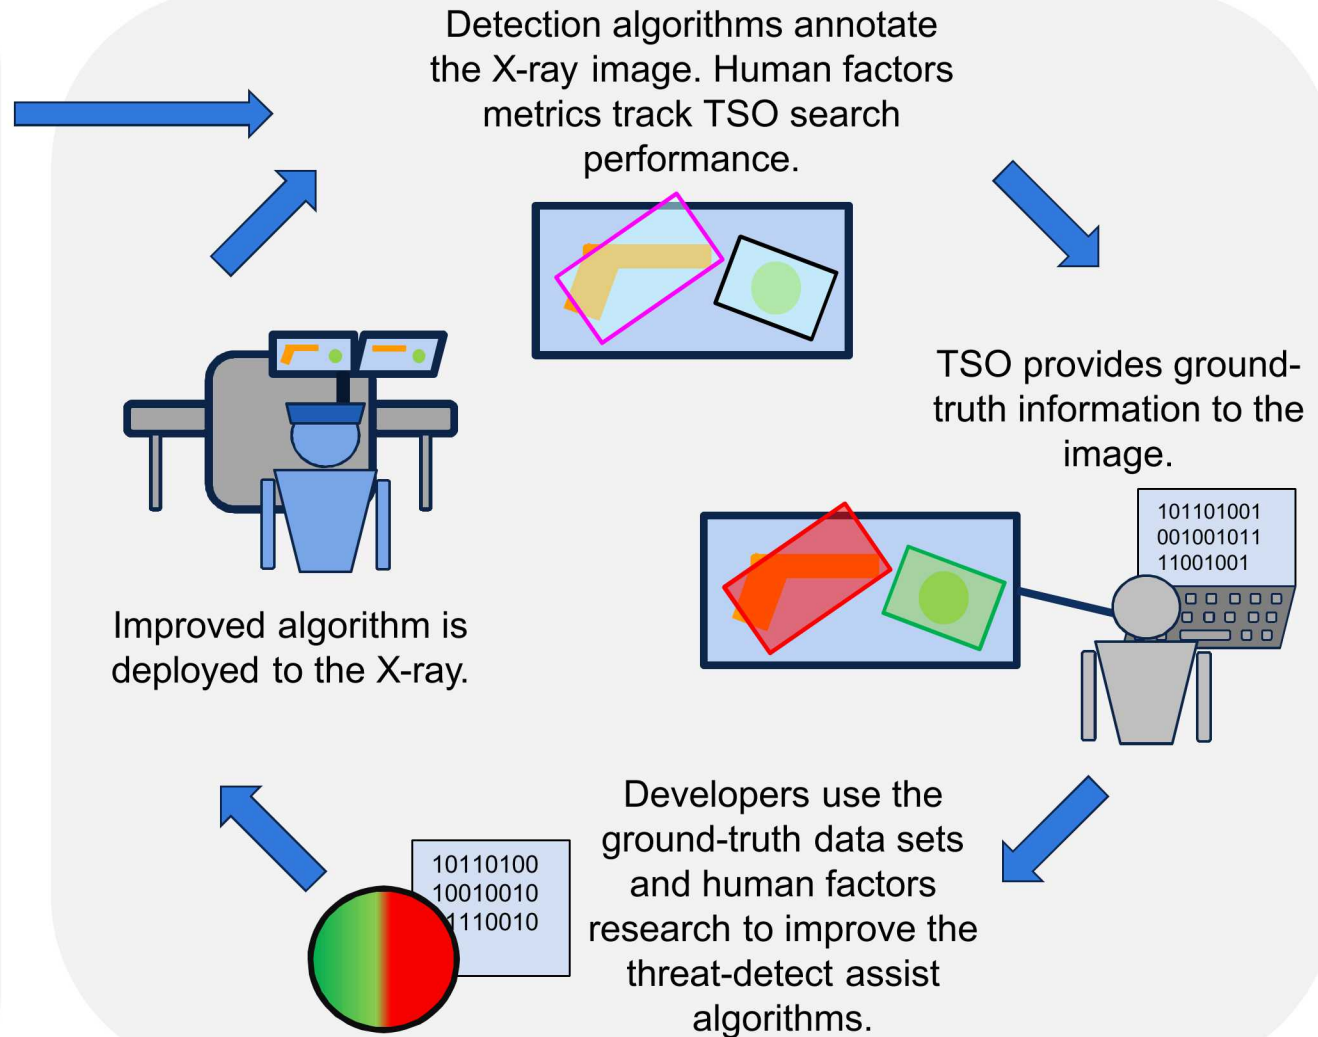 Detection algorithms annotate
the X-ray image. Human factors
metrics track TSO search
performance.
TSO provides ground-
truth information to the
image.
101101001
001001011
11001001
Improved algorithm is
deployed to the X-ray.
Developers use the
ground-truth data sets
and human factors
research to improve the
threat-detect assist
algorithms.
10110100
10010010
1110010